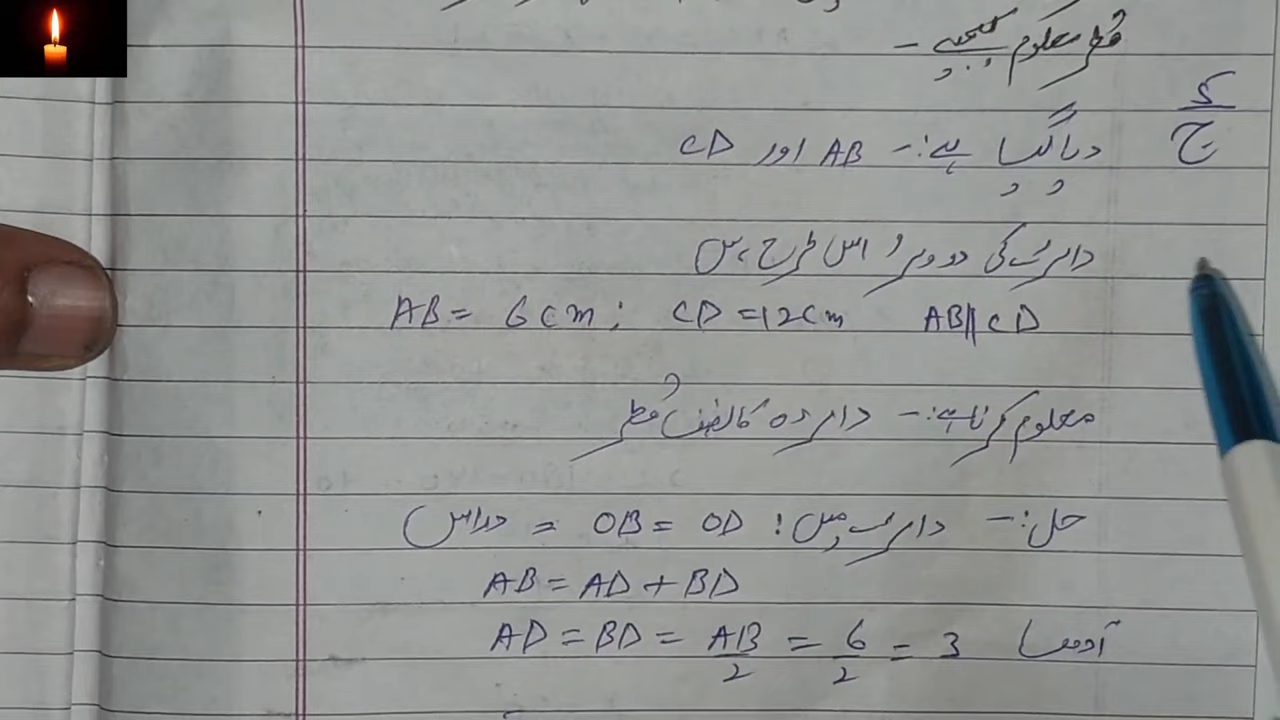 قطر معلوم کیجیے -
ج دیا گیا ہے:- AB اور CD
دائرے کی دو وتر اس طرح ہیں
AB = 6cm ; CD = 12cm AB||CD
معلوم کرنا ہے:- دائرہ کا نصف قطر
حل:- دائرے میں ; OB = OD =
AB = AD + BD
AD = BD = AB/2 = 6/2 = 3